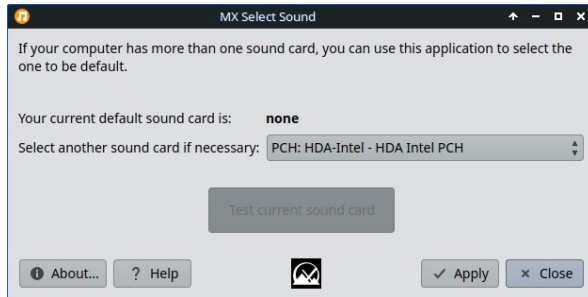 MX Select Sound
If your computer has more than one sound card, you can use this application to select the
one to be default.
Your current default sound card is: none
Select another sound card if necessary: PCH: HDA-Intel - HDA Intel PCH
Test current sound card
About... ? Help Apply × Close